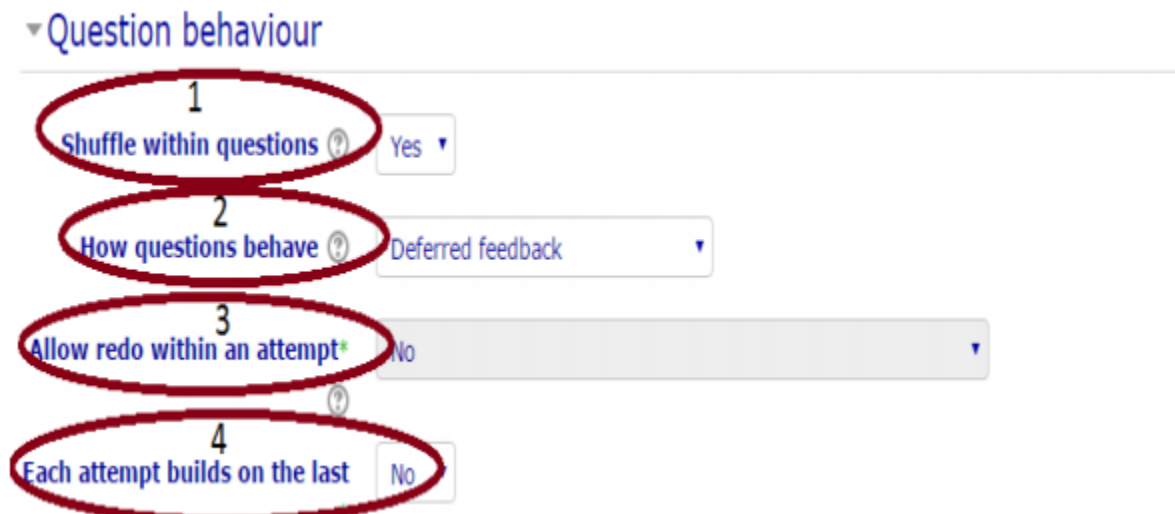 Question behaviour
1
Shuffle within questions ? Yes
2
How questions behave ? Deferred feedback
3
Allow redo within an attempt* No
?
4
Each attempt builds on the last No